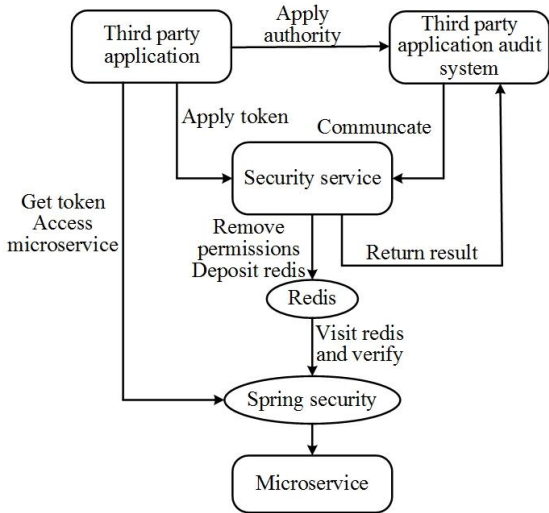 Third party
application
Apply
authority
Third party
application audit
system
Apply token
Communcate
Security service
Get token
Access
microservice
Remove
permissions
Deposit redis
Return result
Redis
Visit redis
and verify
Spring security
Microservice